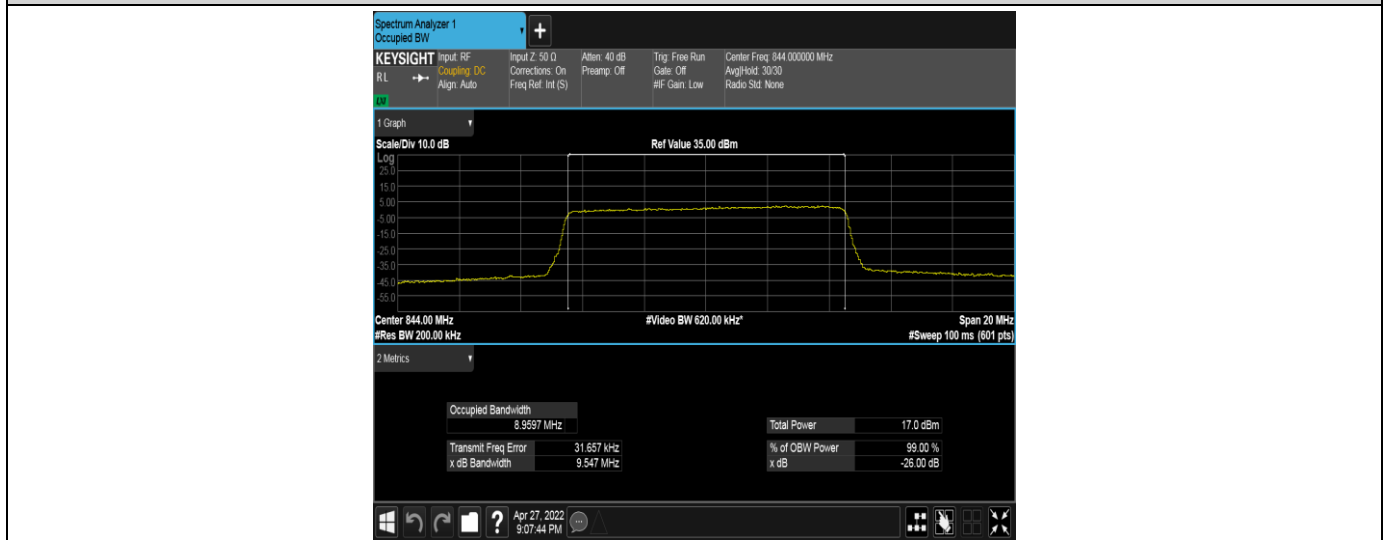 Spectrum Analyzer 1
Occupied BW
+
KEYSIGHT Input: RF Input Z: 50 Ω Atten: 40 dB Trig: Free Run Center Freq: 844.000000 MHz
RL Coupling: DC Corrections: On Preamp: Off Gate: Off Avg|Hold: 30/30
Align: Auto Freq Ref: Int (S) #IF Gain: Low Radio Std: None
1 Graph
Scale/Div 10.0 dB Ref Value 35.00 dBm
Log
25.0
15.0
5.00
-5.00
-15.0
-25.0
-35.0
-45.0
-55.0
Center 844.00 MHz #Video BW 620.00 kHz* Span 20 MHz
#Res BW 200.00 kHz #Sweep 100 ms (601 pts)
2 Metrics
Occupied Bandwidth
8.9597 MHz Total Power 17.0 dBm
Transmit Freq Error 31.657 kHz % of OBW Power 99.00 %
x dB Bandwidth 9.547 MHz x dB -26.00 dB
? Apr 27, 2022
9:07:44 PM